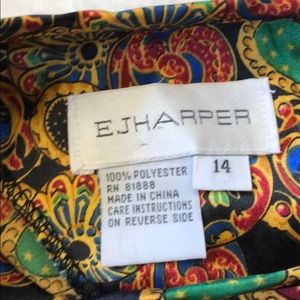 EJHARPER
14
100% POLYESTER
RN 81888
MADE IN CHINA
CARE INSTRUCTIONS
ON REVERSE SIDE